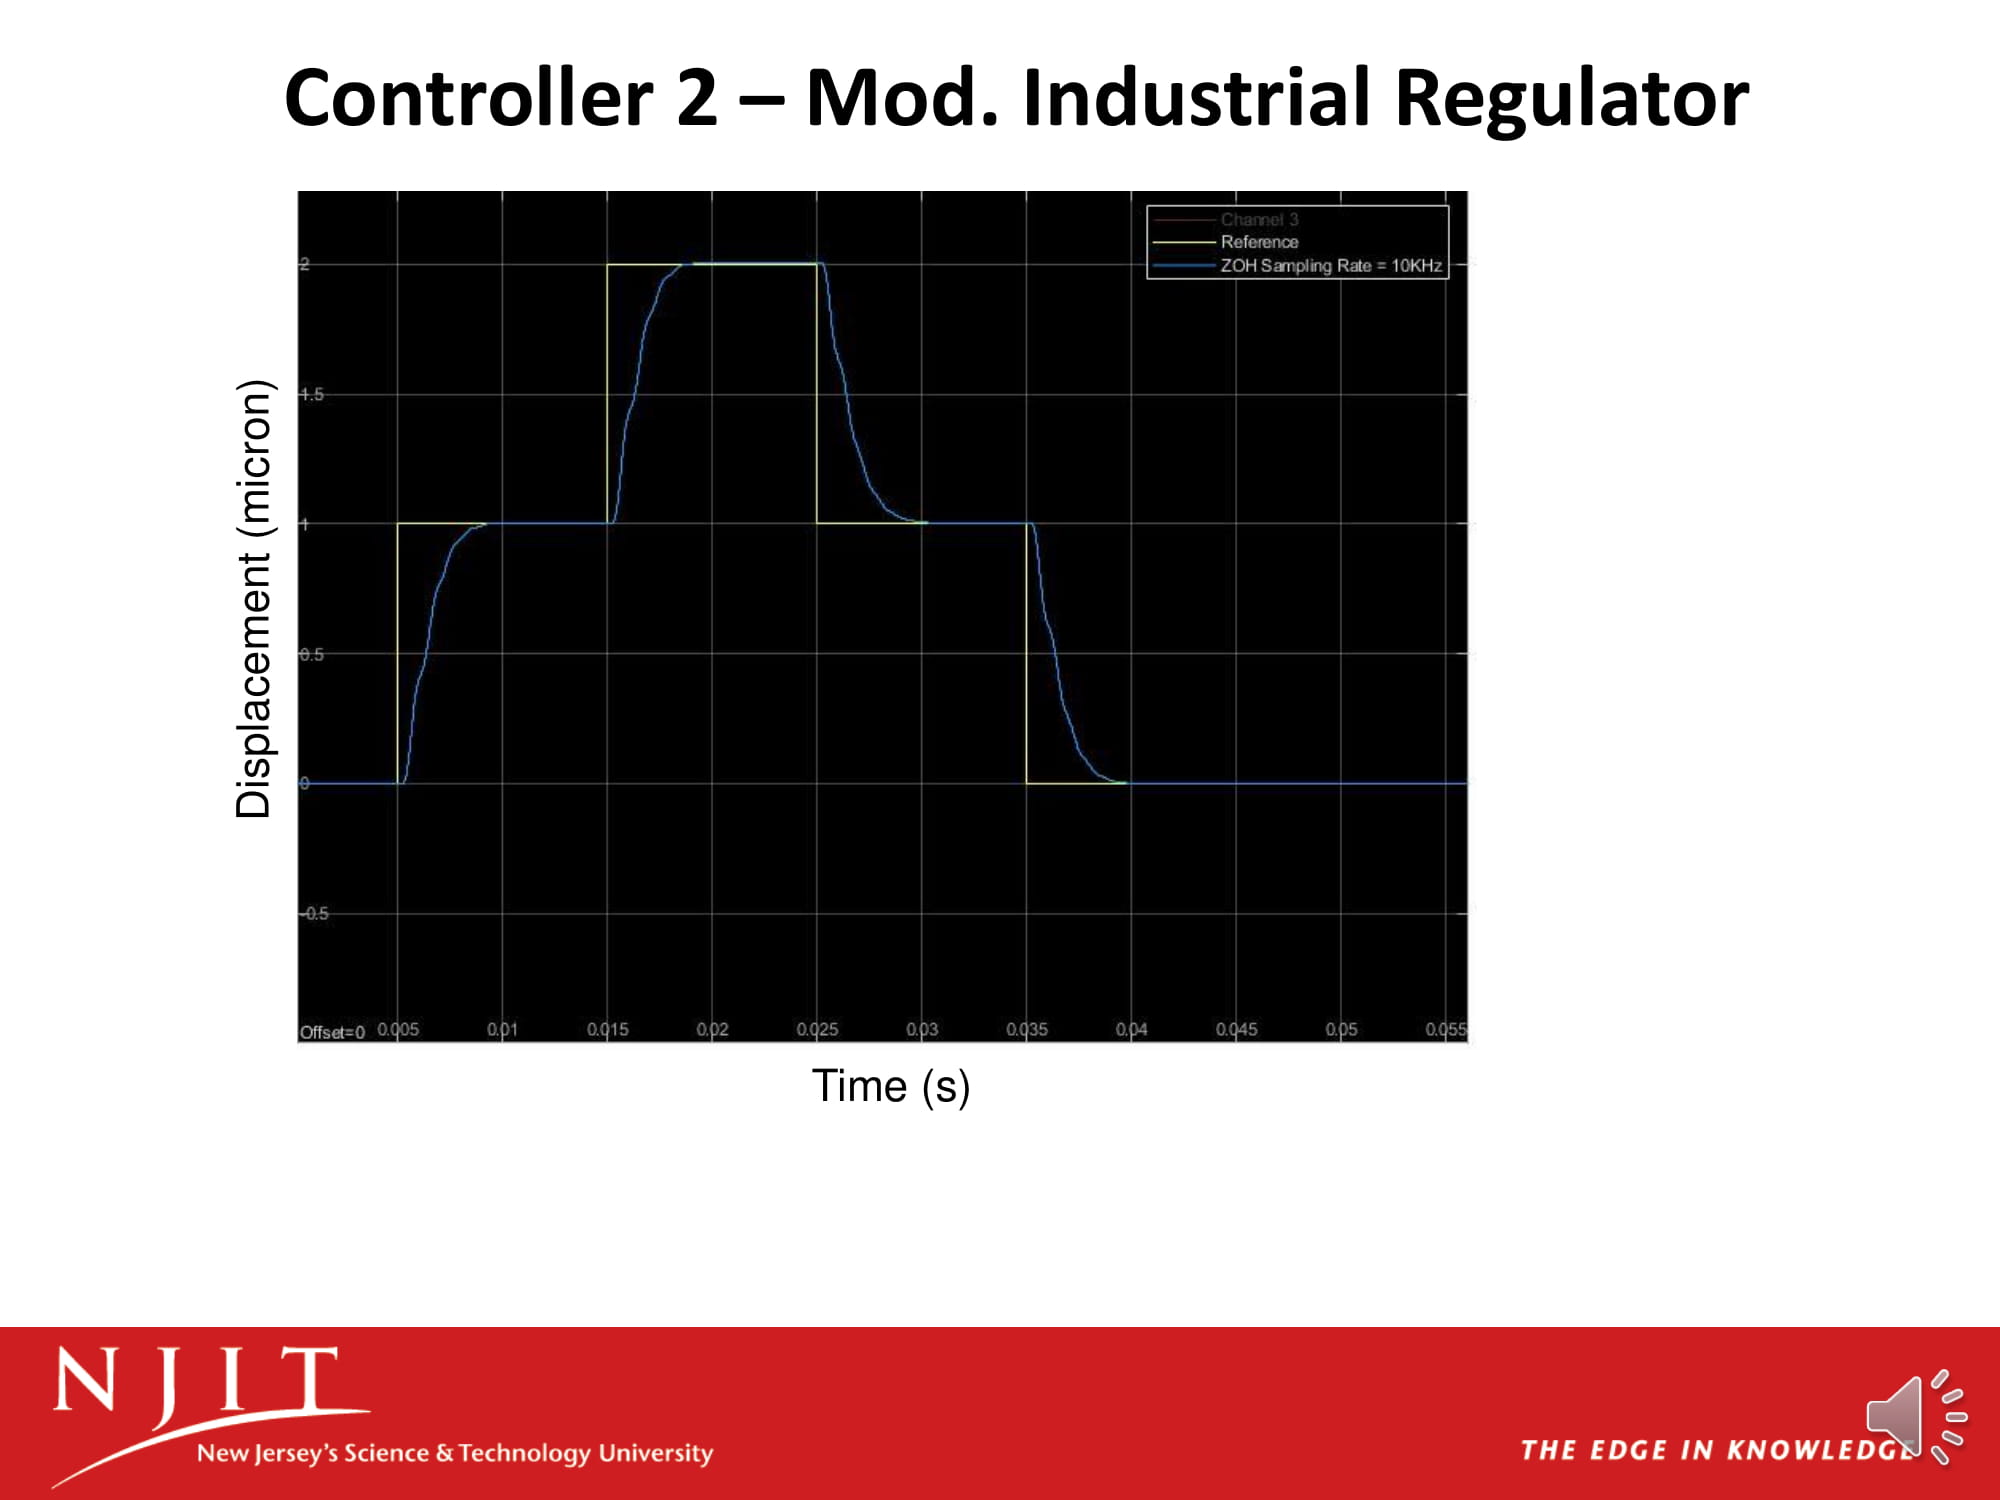 Controller 2 – Mod. Industrial Regulator
Channel 3
Reference
ZOH Sampling Rate = 10KHz
2
1.5
1
0.5
0
-0.5
Displacement (micron)
Offset=0 0.005 0.01 0.015 0.02 0.025 0.03 0.035 0.04 0.045 0.05 0.055
Time (s)
NJIT
New Jersey's Science & Technology University
THE EDGE IN KNOWLEDGE